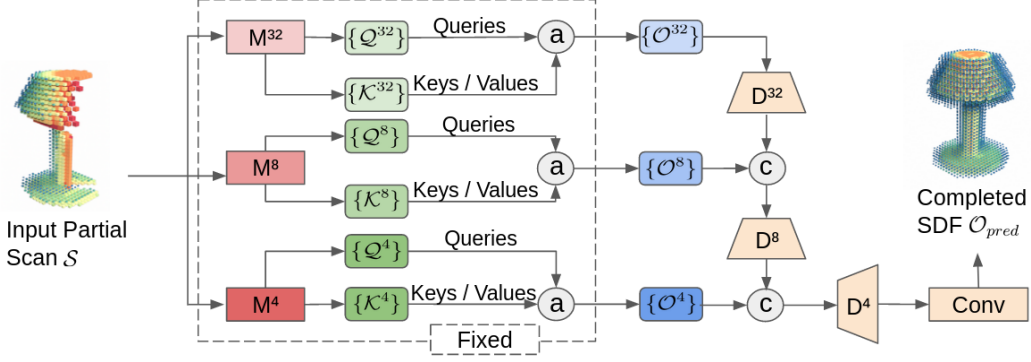 M³² {𝒬³²} Queries a {𝒪³²}
{𝒦³²} Keys / Values
D³²
{𝒬⁸} Queries
M⁸ a {𝒪⁸} c
{𝒦⁸} Keys / Values
Input Partial
Scan 𝒮
Completed
SDF 𝒪pred
{𝒬⁴} Queries
D⁸
M⁴ {𝒦⁴} Keys / Values a {𝒪⁴} c D⁴ Conv
Fixed